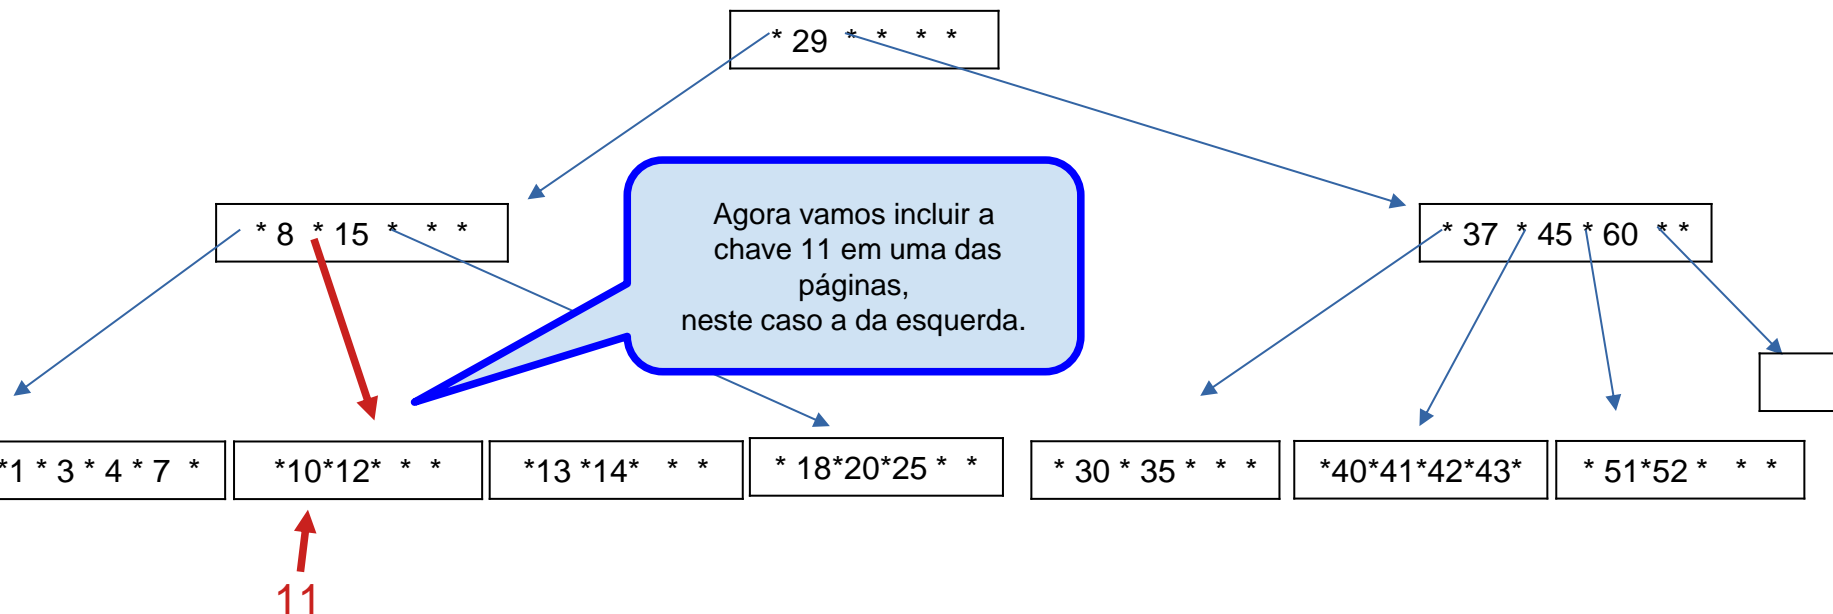 * 29 * * * *
* 8 * 15 * * *
Agora vamos incluir a
chave 11 em uma das
páginas,
neste caso a da esquerda.
* 37 * 45 * 60 * *
*1 * 3 * 4 * 7 *
*10*12* * *
*13 *14* * *
* 18*20*25 * *
* 30 * 35 * * *
*40*41*42*43*
* 51*52 * * *
11